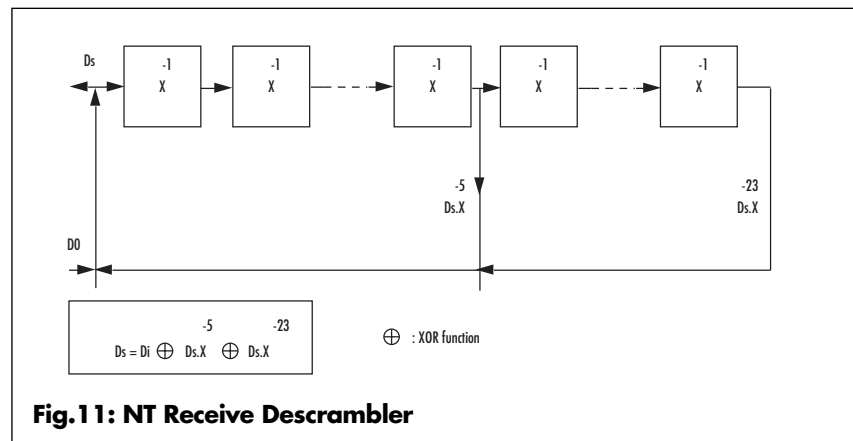 Ds
-1
X
-1
X
-1
X
-1
X
-1
X
-5
Ds.X
-23
Ds.X
D0
-5 -23
Ds = Di ⊕ Ds.X ⊕ Ds.X
⊕ : XOR function
Fig.11: NT Receive Descrambler